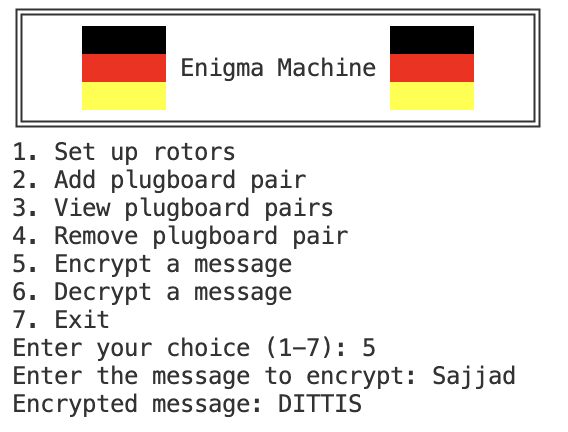 Enigma Machine
1. Set up rotors
2. Add plugboard pair
3. View plugboard pairs
4. Remove plugboard pair
5. Encrypt a message
6. Decrypt a message
7. Exit
Enter your choice (1-7): 5
Enter the message to encrypt: Sajjad
Encrypted message: DITTIS